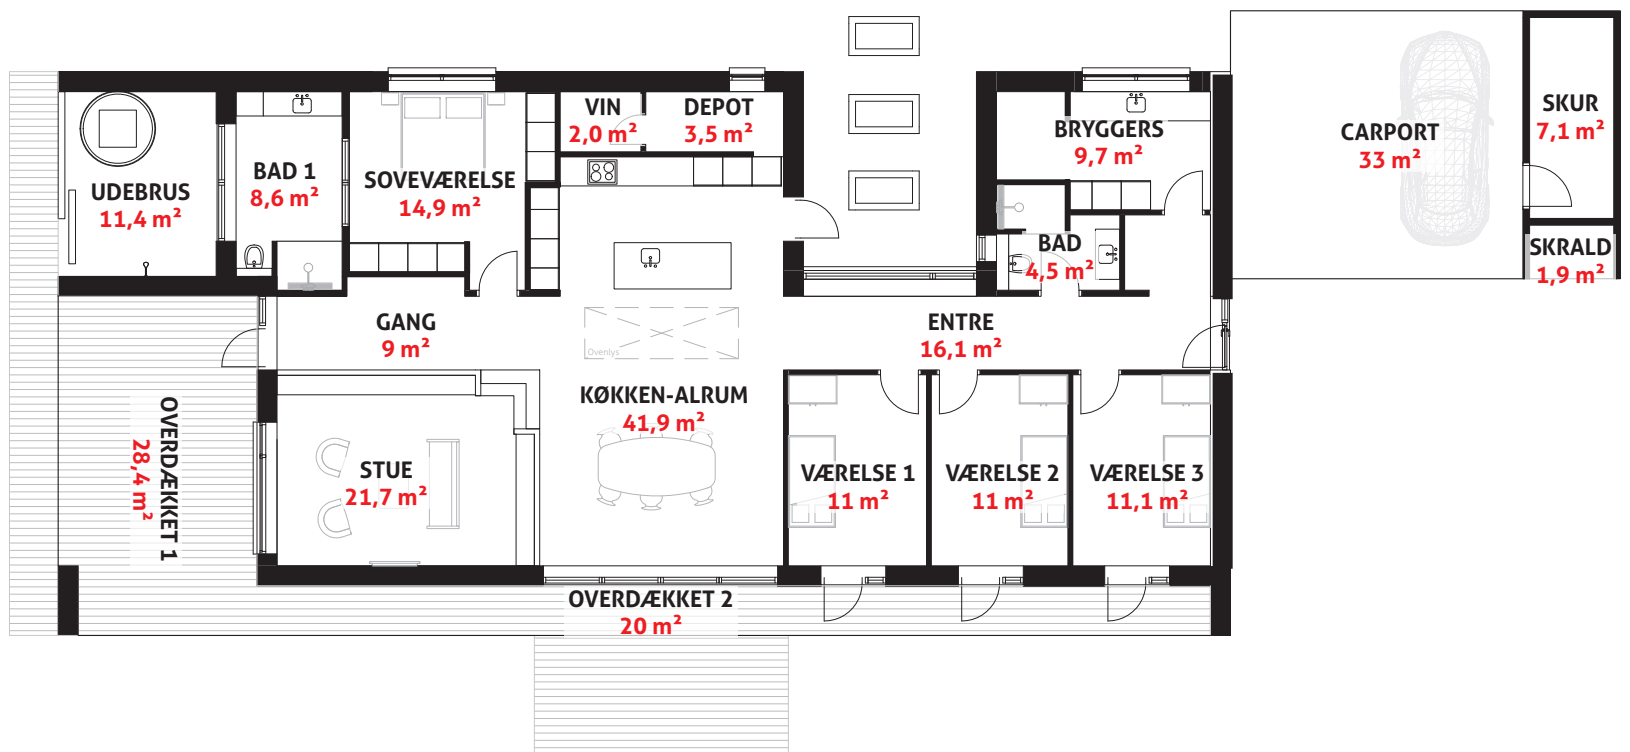 UDEBRUS
11,4 m²
BAD 1
8,6 m²
SOVEVÆRELSE
14,9 m²
VIN
2,0 m²
DEPOT
3,5 m²
BRYGGERS
9,7 m²
CARPORT
33 m²
SKUR
7,1 m²
SKRALD
1,9 m²
BAD
4,5 m²
GANG
9 m²
Ovenlys
ENTRE
16,1 m²
KØKKEN-ALRUM
41,9 m²
OVERDÆKKET 1
28,4 m²
STUE
21,7 m²
VÆRELSE 1
11 m²
VÆRELSE 2
11 m²
VÆRELSE 3
11,1 m²
OVERDÆKKET 2
20 m²